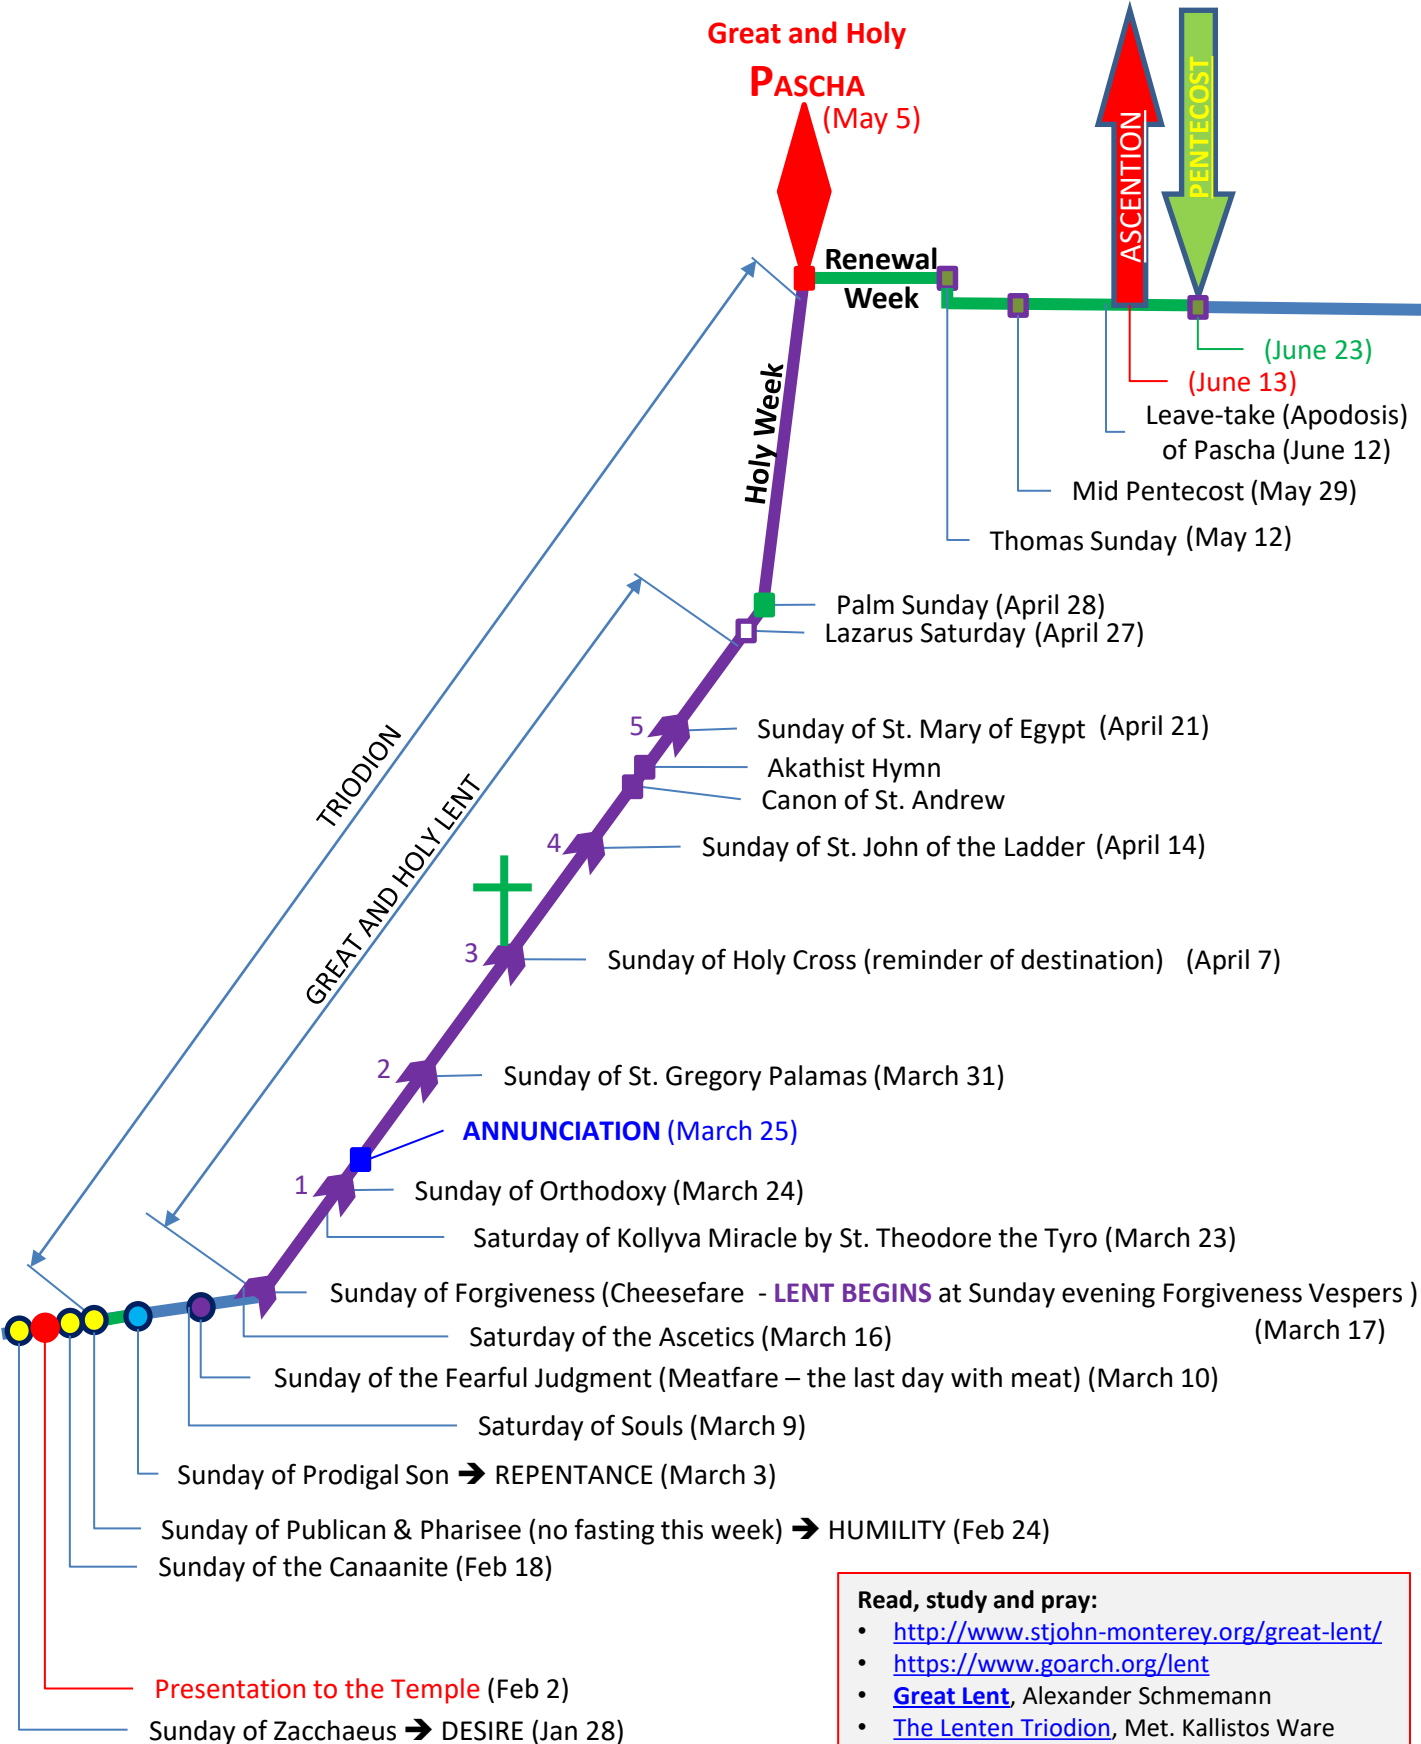 Great and Holy
PASCHA
(May 5)
ASCENTION
PENTECOST
Renewal
Week
(June 23)
(June 13)
Leave-take (Apodosis)
of Pascha (June 12)
Mid Pentecost (May 29)
Thomas Sunday (May 12)
Holy Week
Palm Sunday (April 28)
Lazarus Saturday (April 27)
5 Sunday of St. Mary of Egypt (April 21)
Akathist Hymn
Canon of St. Andrew
TRIODION
GREAT AND HOLY LENT
4 Sunday of St. John of the Ladder (April 14)
3 Sunday of Holy Cross (reminder of destination) (April 7)
2 Sunday of St. Gregory Palamas (March 31)
ANNUNCIATION (March 25)
1 Sunday of Orthodoxy (March 24)
Saturday of Kollyva Miracle by St. Theodore the Tyro (March 23)
Sunday of Forgiveness (Cheesefare - LENT BEGINS at Sunday evening Forgiveness Vespers )
(March 17)
Saturday of the Ascetics (March 16)
Sunday of the Fearful Judgment (Meatfare – the last day with meat) (March 10)
Saturday of Souls (March 9)
Sunday of Prodigal Son ➔ REPENTANCE (March 3)
Sunday of Publican & Pharisee (no fasting this week) ➔ HUMILITY (Feb 24)
Sunday of the Canaanite (Feb 18)
Presentation to the Temple (Feb 2)
Sunday of Zacchaeus ➔ DESIRE (Jan 28)
Read, study and pray:
• http://www.stjohn-monterey.org/great-lent/
• https://www.goarch.org/lent
• Great Lent, Alexander Schmemann
• The Lenten Triodion, Met. Kallistos Ware